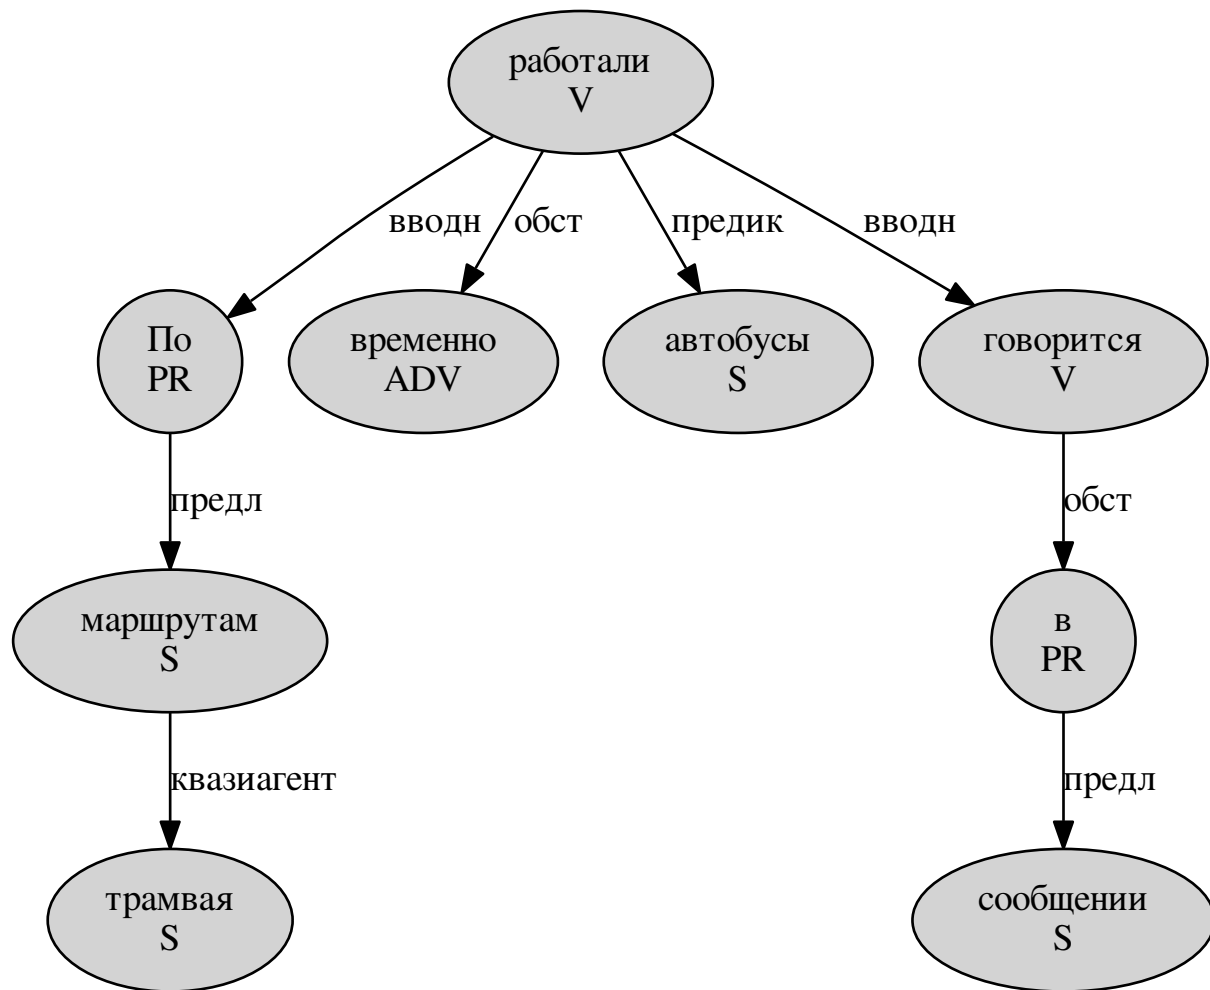 работали
V
вводн
обст
предик
вводн
По
PR
временно
ADV
автобусы
S
говорится
V
предл
обст
маршрутам
S
в
PR
квазиагент
предл
трамвая
S
сообщении
S